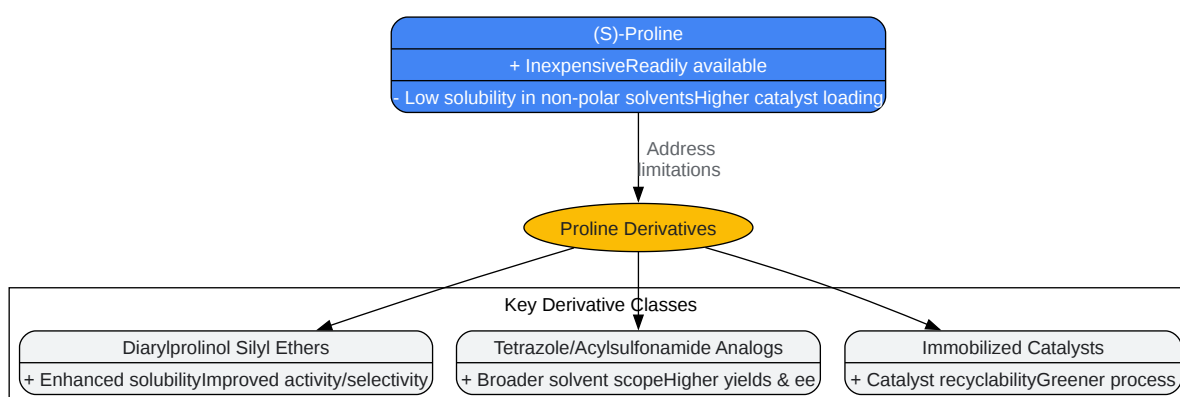 (S)-Proline
+ InexpensiveReadily available
- Low solubility in non-polar solventsHigher catalyst loading
Address
limitations
Proline Derivatives
Key Derivative Classes
Diarylprolinol Silyl Ethers
+ Enhanced solubilityImproved activity/selectivity
Tetrazole/Acylsulfonamide Analogs
+ Broader solvent scopeHigher yields & ee
Immobilized Catalysts
+ Catalyst recyclabilityGreener process